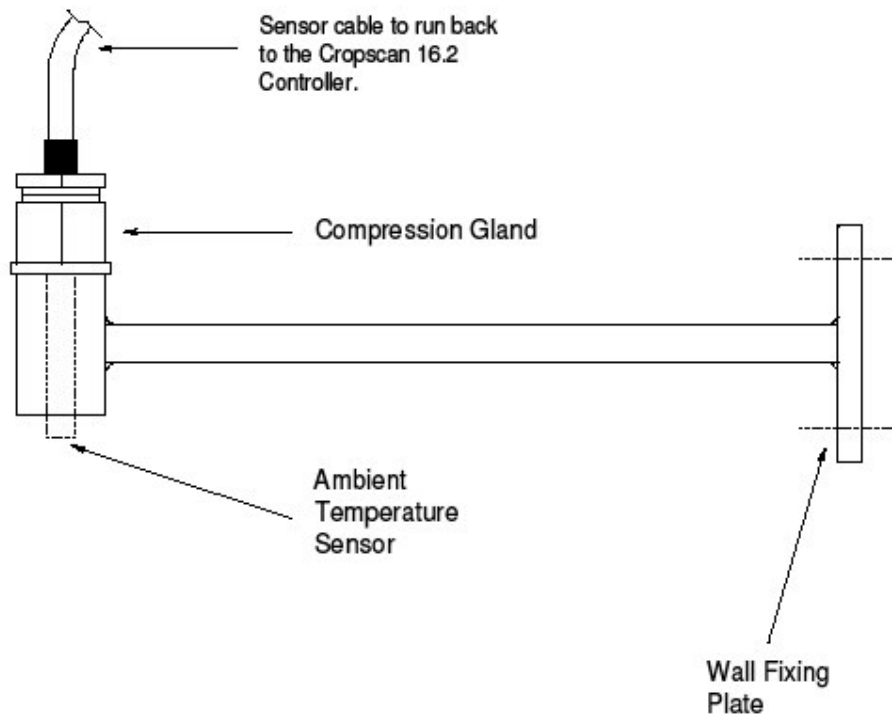 Sensor cable to run back
to the Cropscan 16.2
Controller.
Compression Gland
Ambient
Temperature
Sensor
Wall Fixing
Plate